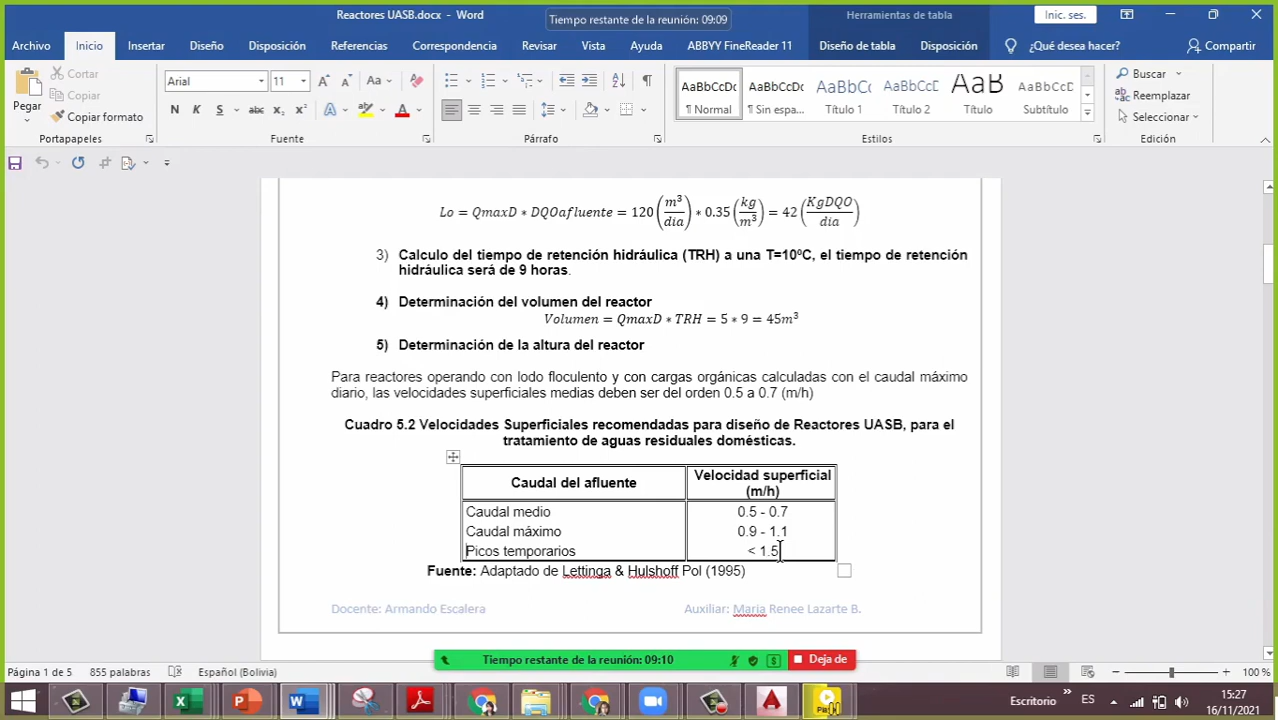 Reactores UASB.docx - Word
Tiempo restante de la reunión: 09:09
Herramientas de tabla
Inic. ses.
Archivo Inicio Insertar Diseño Disposición Referencias Correspondencia Revisar Vista Ayuda ABBYY FineReader 11 Diseño de tabla Disposición ¿Qué desea hacer? Compartir
Pegar
Cortar
Copiar
Copiar formato
Portapapeles
Arial 11
N K S abc x₂ x²
Fuente
Párrafo
AaBbCcDc AaBbCcDc AaBbCc AaBbCcD AaB AaBbCcD
¶ Normal ¶ Sin espa... Título 1 Título 2 Título Subtítulo
Estilos
Buscar
Reemplazar
Seleccionar
Edición
Lo = QmaxD * DQOafluente = 120 (m³/dia) * 0.35 (kg/m³) = 42 (KgDQO/dia)
3) Calculo del tiempo de retención hidráulica (TRH) a una T=10⁰C, el tiempo de retención
hidráulica será de 9 horas.
4) Determinación del volumen del reactor
Volumen = QmaxD * TRH = 5 * 9 = 45m³
5) Determinación de la altura del reactor
Para reactores operando con lodo floculento y con cargas orgánicas calculadas con el caudal máximo
diario, las velocidades superficiales medias deben ser del orden 0.5 a 0.7 (m/h)
Cuadro 5.2 Velocidades Superficiales recomendadas para diseño de Reactores UASB, para el
tratamiento de aguas residuales domésticas.
Caudal del afluente Velocidad superficial
(m/h)
Caudal medio 0.5 - 0.7
Caudal máximo 0.9 - 1.1
Picos temporarios < 1.5
Fuente: Adaptado de Lettinga & Hulshoff Pol (1995)
Docente: Armando Escalera Auxiliar: Maria Renee Lazarte B.
Tiempo restante de la reunión: 09:10
Deja de
Página 1 de 5 855 palabras Español (Bolivia) 100 %
Escritorio ES 15:27
16/11/2021